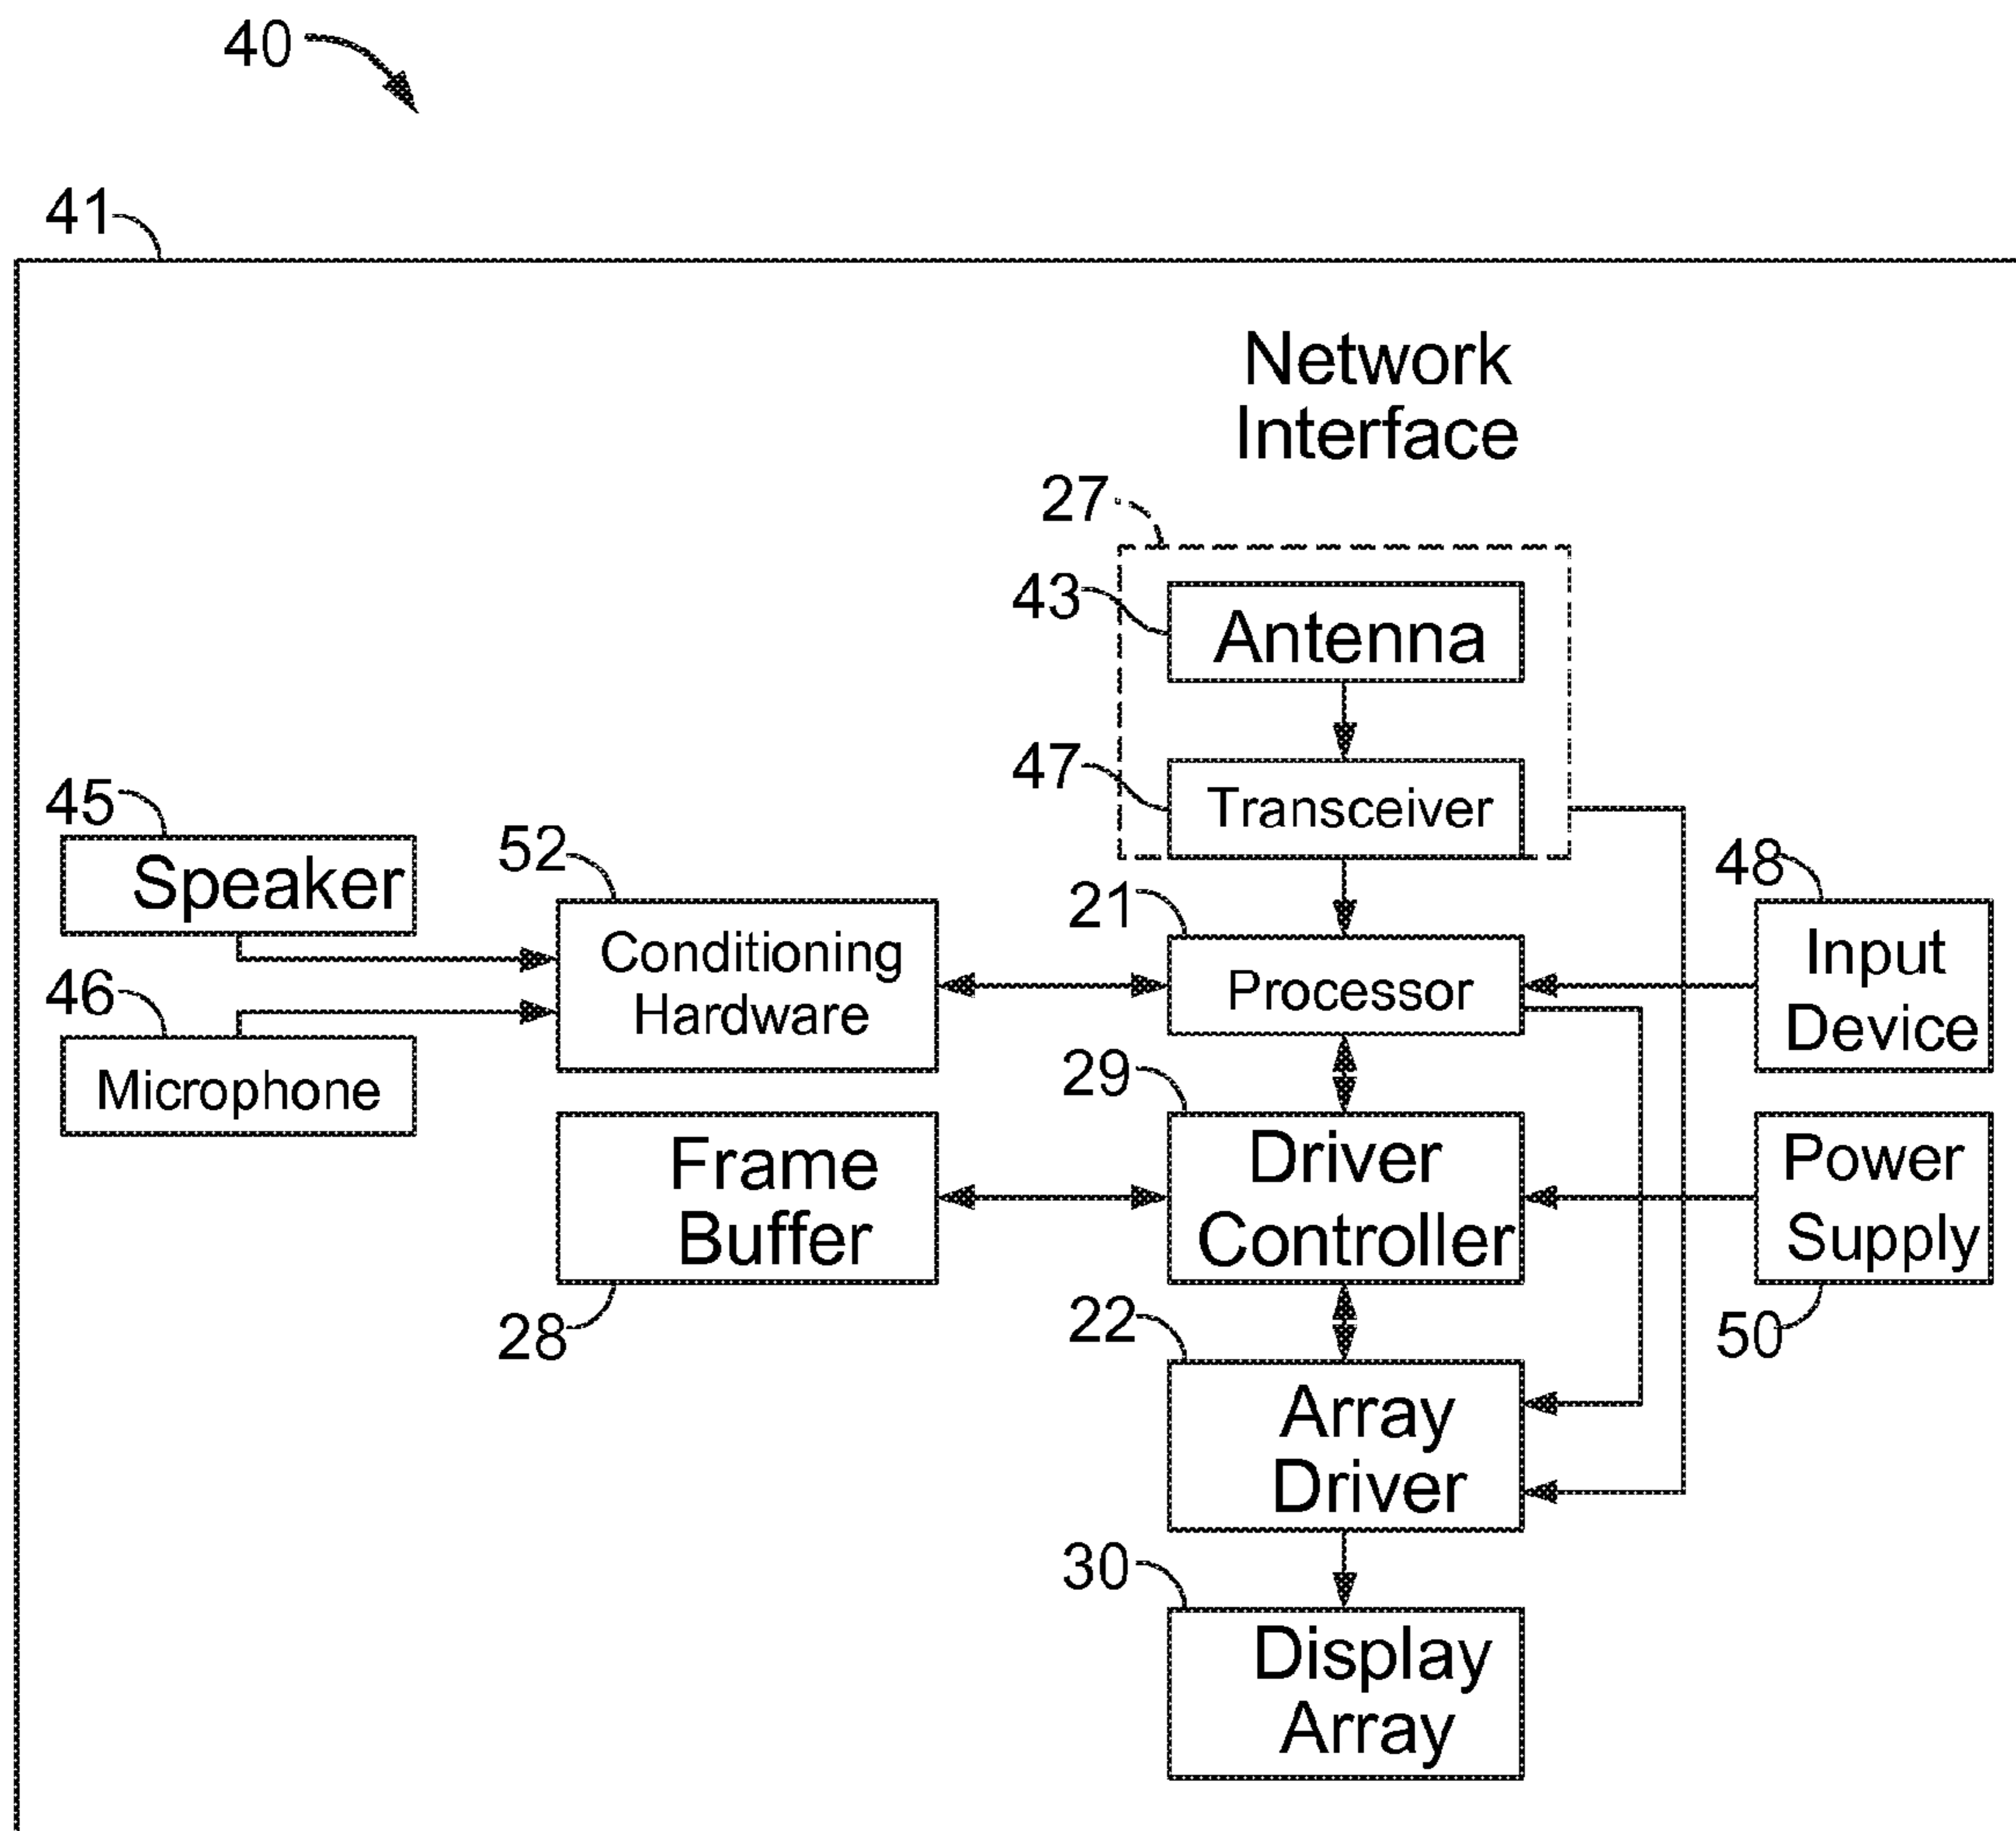 40
41
Network
Interface
27
43
Antenna
47
Transceiver
45
Speaker
52
Conditioning
Hardware
21
Processor
48
Input
Device
46
Microphone
29
Driver
Controller
Frame
Buffer
28
Power
Supply
50
22
Array
Driver
30
Display
Array